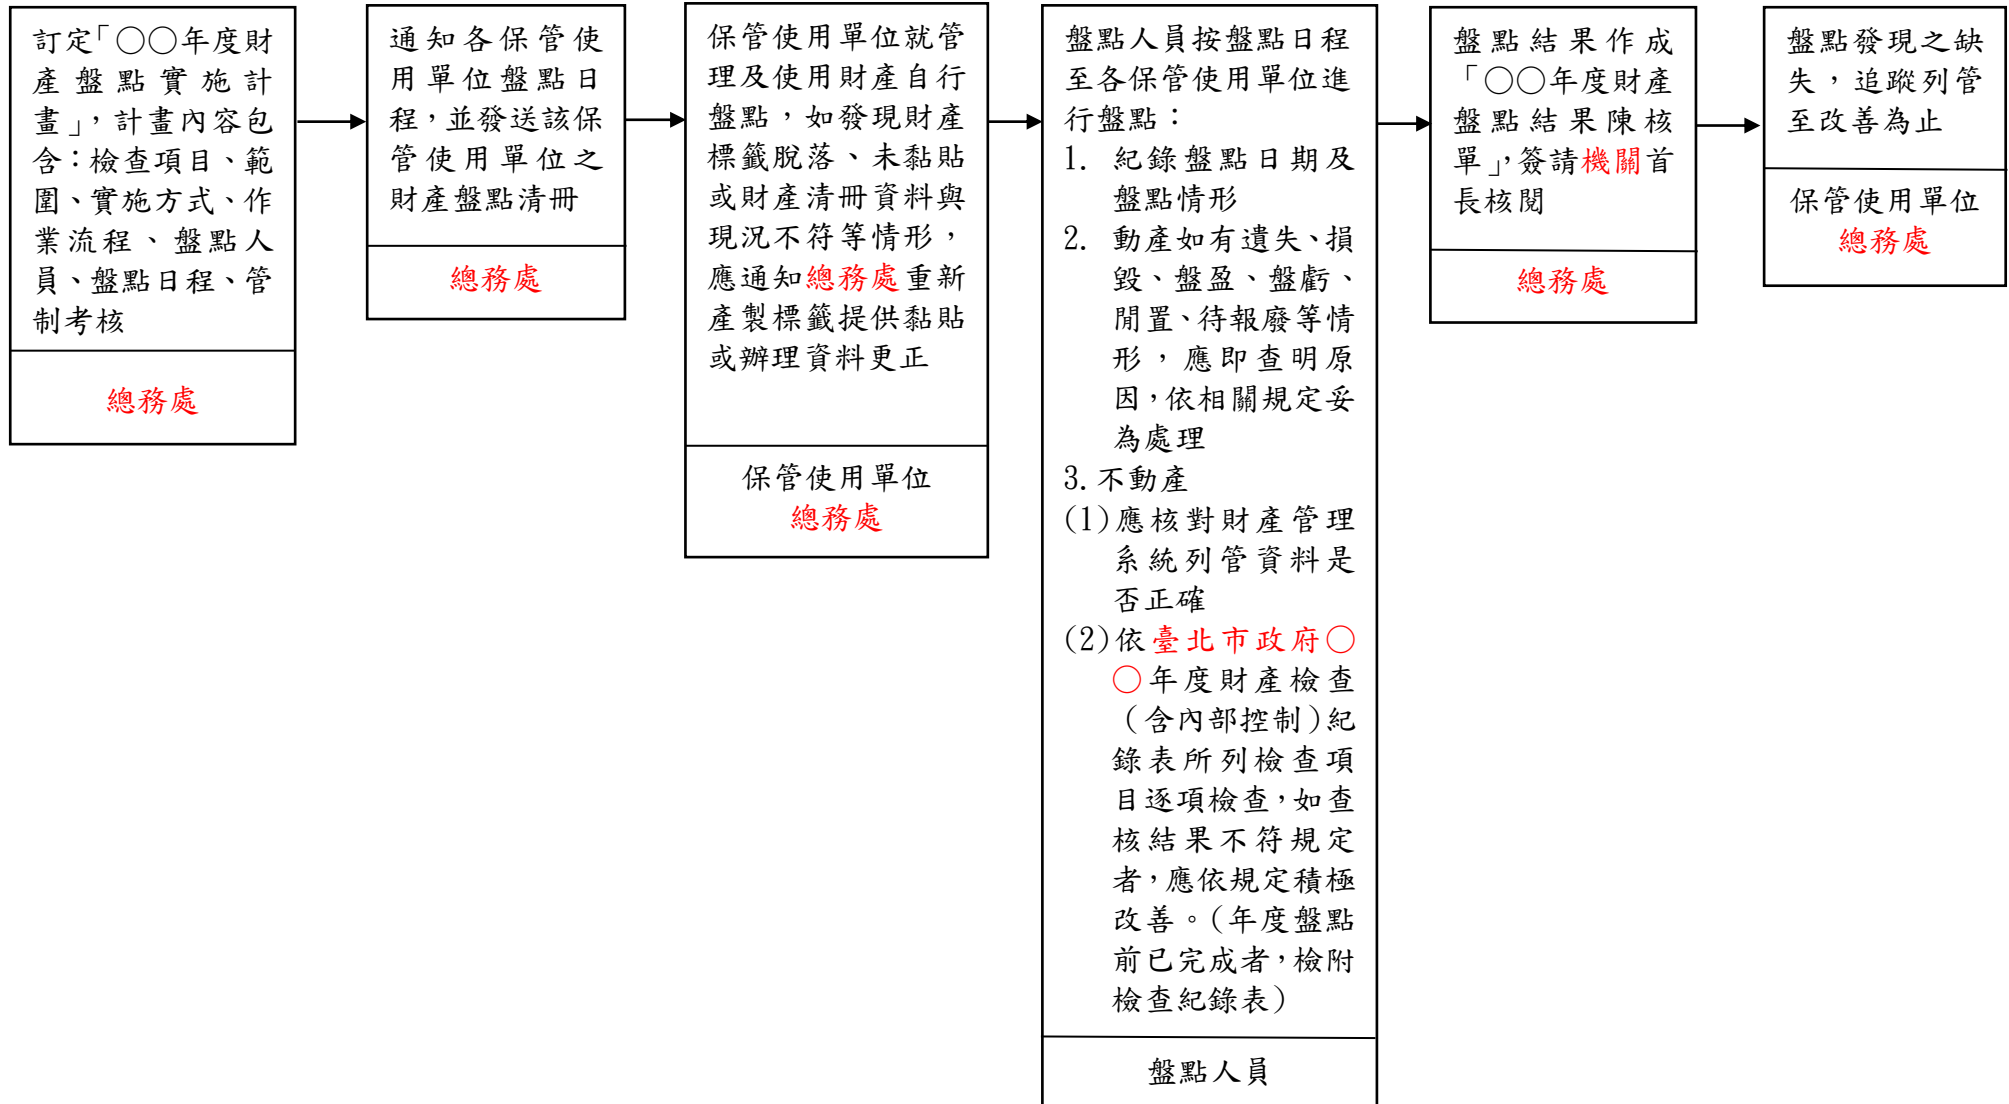 訂定「○○年度財
產盤點實施計
畫」，計畫內容包
含：檢查項目、範
圍、實施方式、作
業流程、盤點人
員、盤點日程、管
制考核
總務處
通知各保管使
用單位盤點日
程，並發送該保
管使用單位之
財產盤點清冊
總務處
保管使用單位就管
理及使用財產自行
盤點，如發現財產
標籤脫落、未黏貼
或財產清冊資料與
現況不符等情形，
應通知總務處重新
產製標籤提供黏貼
或辦理資料更正
保管使用單位
總務處
盤點人員按盤點日程
至各保管使用單位進
行盤點：
1. 紀錄盤點日期及
盤點情形
2. 動產如有遺失、損
毀、盤盈、盤虧、
閒置、待報廢等情
形，應即查明原
因，依相關規定妥
為處理
3.不動產
(1)應核對財產管理
系統列管資料是
否正確
(2)依臺北市政府○
○年度財產檢查
（含內部控制）紀
錄表所列檢查項
目逐項檢查，如查
核結果不符規定
者，應依規定積極
改善。（年度盤點
前已完成者，檢附
檢查紀錄表）
盤點人員
盤點結果作成
「○○年度財產
盤點結果陳核
單」，簽請機關首
長核閱
總務處
盤點發現之缺
失，追蹤列管
至改善為止
保管使用單位
總務處